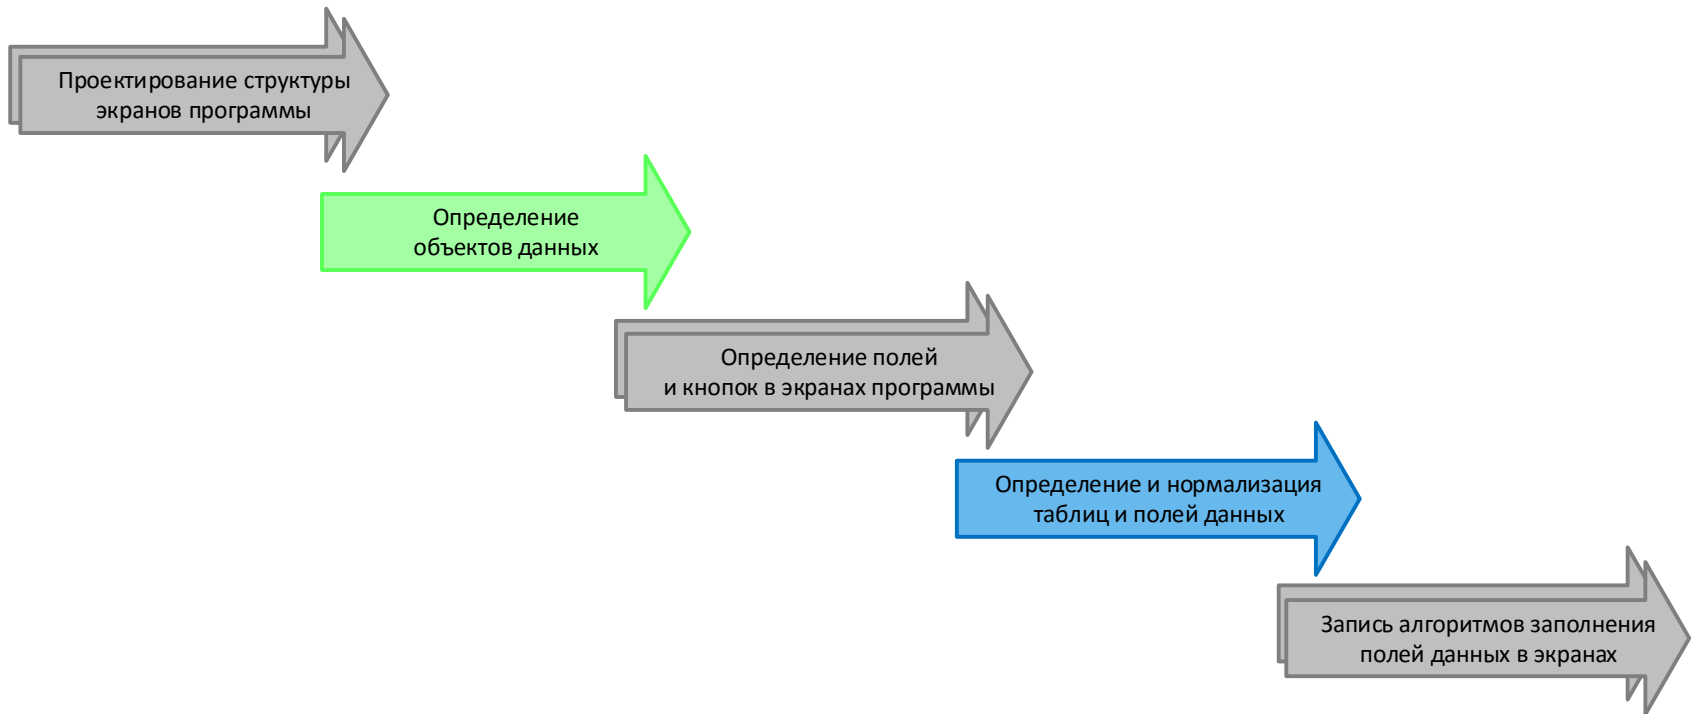 Проектирование структуры
экранов программы
Определение
объектов данных
Определение полей
и кнопок в экранах программы
Определение и нормализация
таблиц и полей данных
Запись алгоритмов заполнения
полей данных в экранах